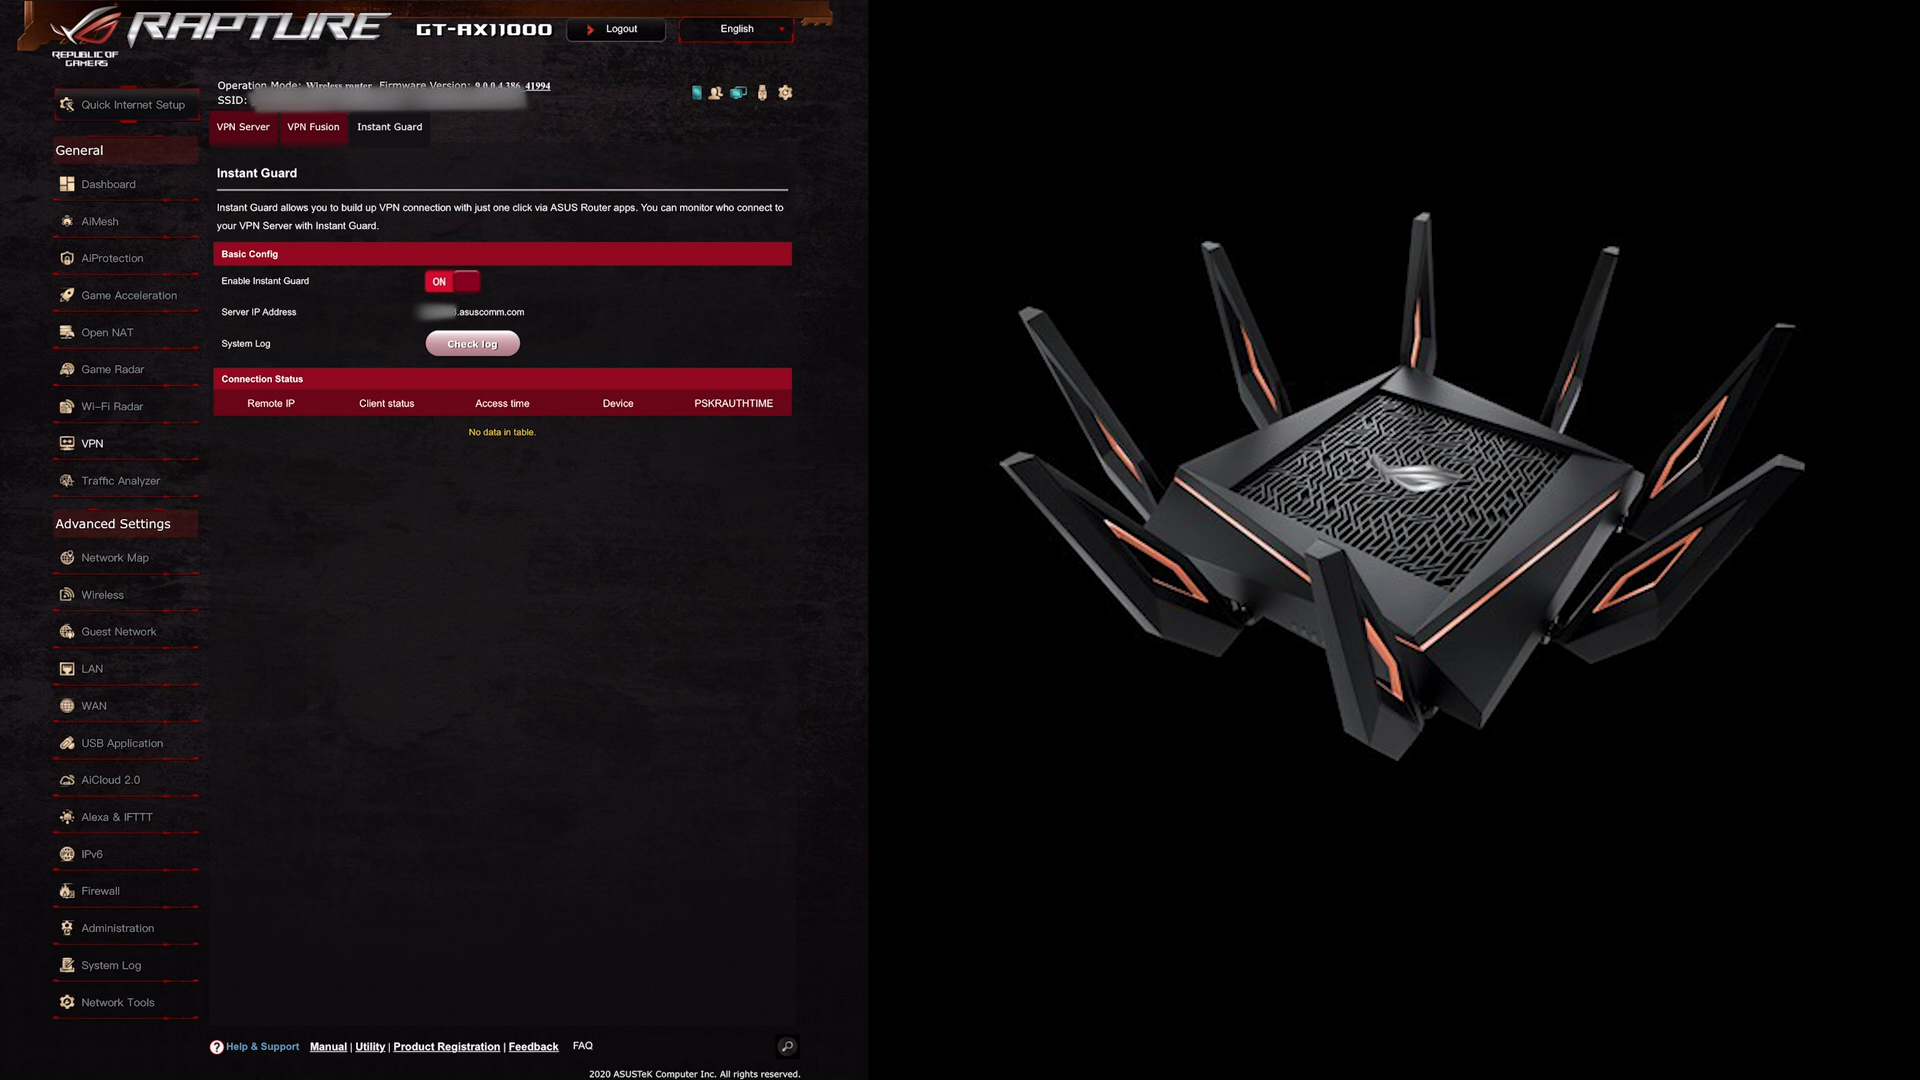 RAPTURE
REPUBLIC OF
GAMERS
GT-AX11000
Logout
English
Quick Internet Setup
General
Dashboard
AiMesh
AiProtection
Game Acceleration
Open NAT
Game Radar
Wi-Fi Radar
VPN
Traffic Analyzer
Advanced Settings
Network Map
Wireless
Guest Network
LAN
WAN
USB Application
AiCloud 2.0
Alexa & IFTTT
IPv6
Firewall
Administration
System Log
Network Tools
Operation Mode: Wireless router Firmware Version: 9.0.0.4.386_41994
SSID:
VPN Server
VPN Fusion
Instant Guard
Instant Guard
Instant Guard allows you to build up VPN connection with just one click via ASUS Router apps. You can monitor who connect to
your VPN Server with Instant Guard.
Basic Config
Enable Instant Guard ON
Server IP Address .asuscomm.com
System Log Check log
Connection Status
Remote IP Client status Access time Device PSKRAUTHTIME
No data in table.
? Help & Support Manual | Utility | Product Registration | Feedback FAQ
2020 ASUSTeK Computer Inc. All rights reserved.